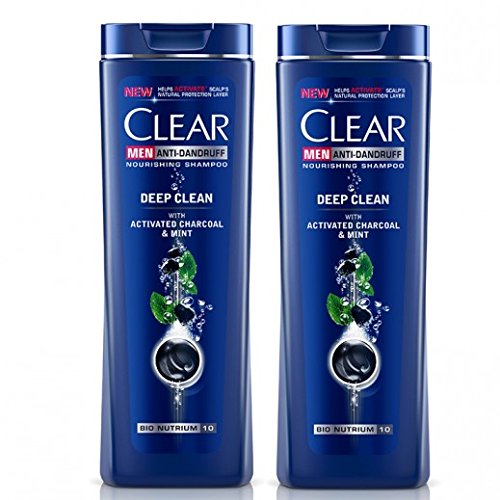 NEW HELPS ACTIVATE* SCALP'S
NATURAL PROTECTION LAYER
CLEAR
MEN ANTI-DANDRUFF
NOURISHING SHAMPOO
DEEP CLEAN
WITH
ACTIVATED CHARCOAL
& MINT
BIO NUTRIUM 10
NEW HELPS ACTIVATE* SCALP'S
NATURAL PROTECTION LAYER
CLEAR
MEN ANTI-DANDRUFF
NOURISHING SHAMPOO
DEEP CLEAN
WITH
ACTIVATED CHARCOAL
& MINT
BIO NUTRIUM 10